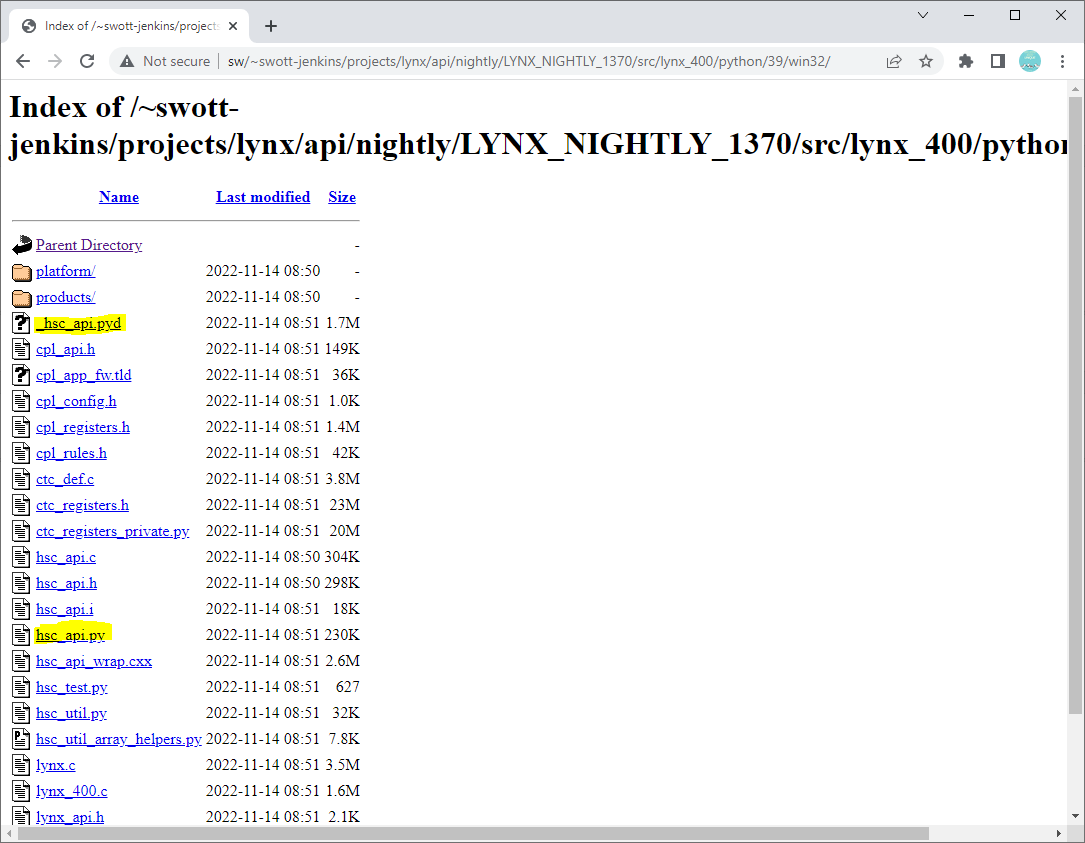 Index of /~swott-jenkins/projects
Not secure sw/~swott-jenkins/projects/lynx/api/nightly/LYNX_NIGHTLY_1370/src/lynx_400/python/39/win32/
Index of /~swott-
jenkins/projects/lynx/api/nightly/LYNX_NIGHTLY_1370/src/lynx_400/python
Name Last modified Size
Parent Directory -
platform/ 2022-11-14 08:50 -
products/ 2022-11-14 08:50 -
_hsc_api.pyd 2022-11-14 08:51 1.7M
cpl_api.h 2022-11-14 08:51 149K
cpl_app_fw.tld 2022-11-14 08:51 36K
cpl_config.h 2022-11-14 08:51 1.0K
cpl_registers.h 2022-11-14 08:51 1.4M
cpl_rules.h 2022-11-14 08:51 42K
ctc_def.c 2022-11-14 08:51 3.8M
ctc_registers.h 2022-11-14 08:51 23M
ctc_registers_private.py 2022-11-14 08:51 20M
hsc_api.c 2022-11-14 08:50 304K
hsc_api.h 2022-11-14 08:50 298K
hsc_api.i 2022-11-14 08:51 18K
hsc_api.py 2022-11-14 08:51 230K
hsc_api_wrap.cxx 2022-11-14 08:51 2.6M
hsc_test.py 2022-11-14 08:51 627
hsc_util.py 2022-11-14 08:51 32K
hsc_util_array_helpers.py 2022-11-14 08:51 7.8K
lynx.c 2022-11-14 08:51 3.5M
lynx_400.c 2022-11-14 08:51 1.6M
lynx_api.h 2022-11-14 08:51 2.1K